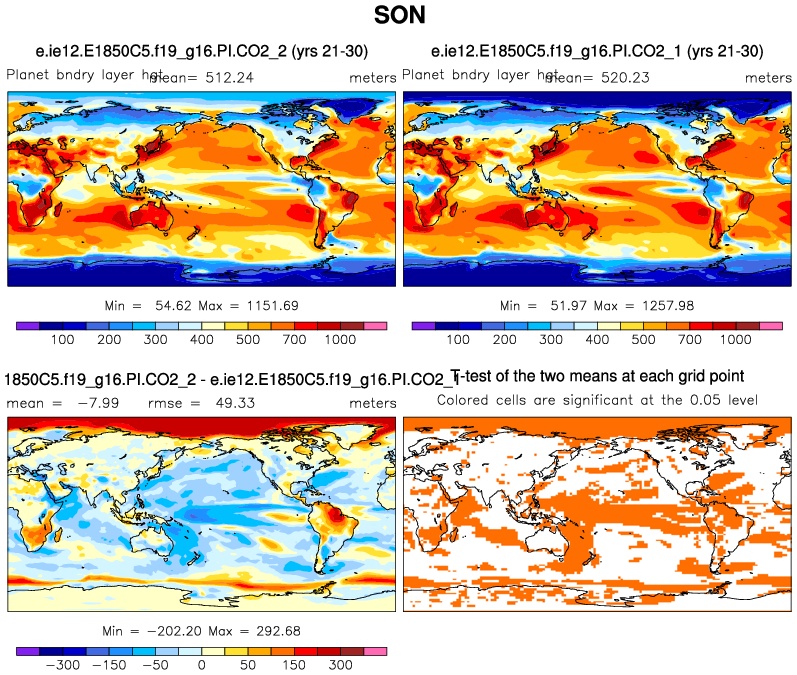 SON
e.ie12.E1850C5.f19_g16.PI.CO2_2 (yrs 21-30)
Planet bndry layer hgt mean= 512.24 meters
Min = 54.62 Max = 1151.69
100 200 300 400 500 700 1000
e.ie12.E1850C5.f19_g16.PI.CO2_1 (yrs 21-30)
Planet bndry layer hgt mean= 520.23 meters
Min = 51.97 Max = 1257.98
100 200 300 400 500 700 1000
1850C5.f19_g16.PI.CO2_2 - e.ie12.E1850C5.f19_g16.PI.CO2_1
mean = -7.99 rmse = 49.33 meters
Min = -202.20 Max = 292.68
-300 -150 -50 0 50 150 300
T-test of the two means at each grid point
Colored cells are significant at the 0.05 level